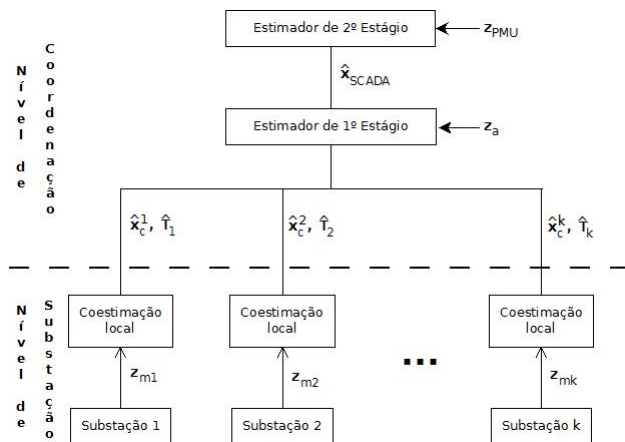 Nível de
Coordenação
Estimador de 2º Estágio
z_PMU
x̂_SCADA
Estimador de 1º Estágio
z_a
x̂_c^1, T̂_1
x̂_c^2, T̂_2
x̂_c^k, T̂_k
Nível de
Substação
Coestimação
local
Coestimação
local
Coestimação
local
...
z_m1
z_m2
z_mk
Substação 1
Substação 2
Substação k